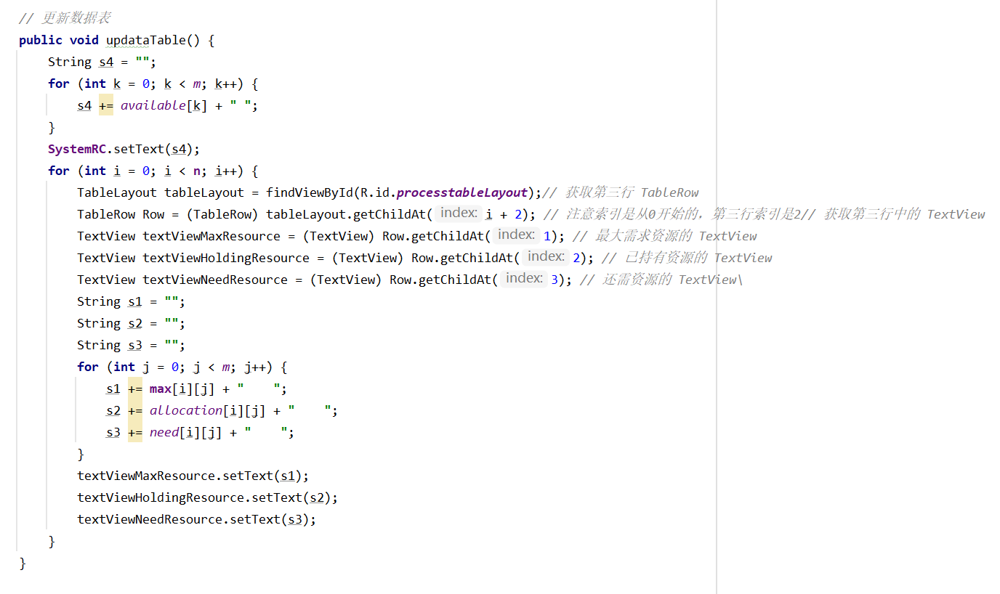 // 更新数据表
public void updataTable() {
    String s4 = "";
    for (int k = 0; k < m; k++) {
        s4 += available[k] + " ";
    }
    SystemRC.setText(s4);
    for (int i = 0; i < n; i++) {
        TableLayout tableLayout = findViewById(R.id.processtableLayout);// 获取第三行 TableRow
        TableRow Row = (TableRow) tableLayout.getChildAt( index: i + 2); // 注意索引是从0开始的，第三行索引是2// 获取第三行中的 TextView
        TextView textViewMaxResource = (TextView) Row.getChildAt( index: 1); // 最大需求资源的 TextView
        TextView textViewHoldingResource = (TextView) Row.getChildAt( index: 2); // 已持有资源的 TextView
        TextView textViewNeedResource = (TextView) Row.getChildAt( index: 3); // 还需资源的 TextView\
        String s1 = "";
        String s2 = "";
        String s3 = "";
        for (int j = 0; j < m; j++) {
            s1 += max[i][j] + "    ";
            s2 += allocation[i][j] + "    ";
            s3 += need[i][j] + "    ";
        }
        textViewMaxResource.setText(s1);
        textViewHoldingResource.setText(s2);
        textViewNeedResource.setText(s3);
    }
}